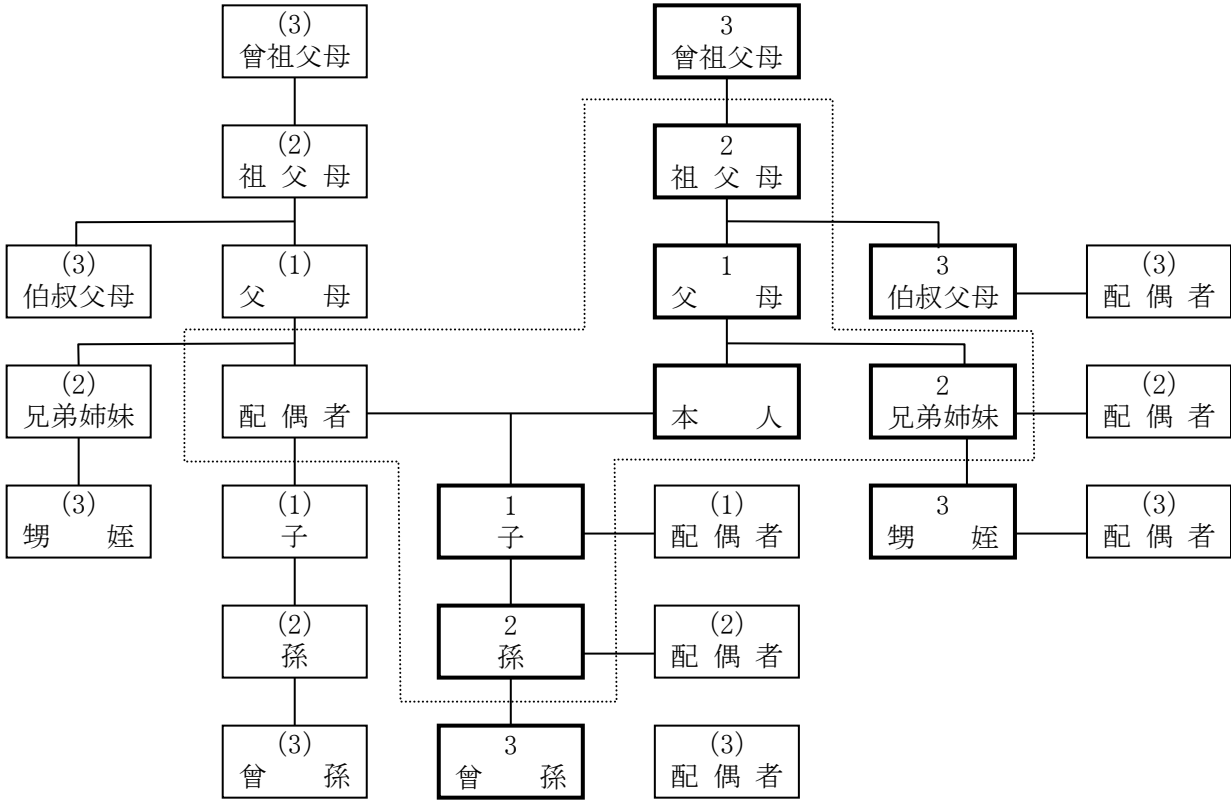 (3)
曾祖父母
3
曾祖父母
(2)
祖父母
2
祖父母
(3)
伯叔父母
(1)
父母
1
父母
3
伯叔父母
(3)
配偶者
(2)
兄弟姉妹
配偶者
本人
2
兄弟姉妹
(2)
配偶者
(3)
甥姪
(1)
子
1
子
(1)
配偶者
3
甥姪
(3)
配偶者
(2)
孫
2
孫
(2)
配偶者
(3)
曾孫
3
曾孫
(3)
配偶者